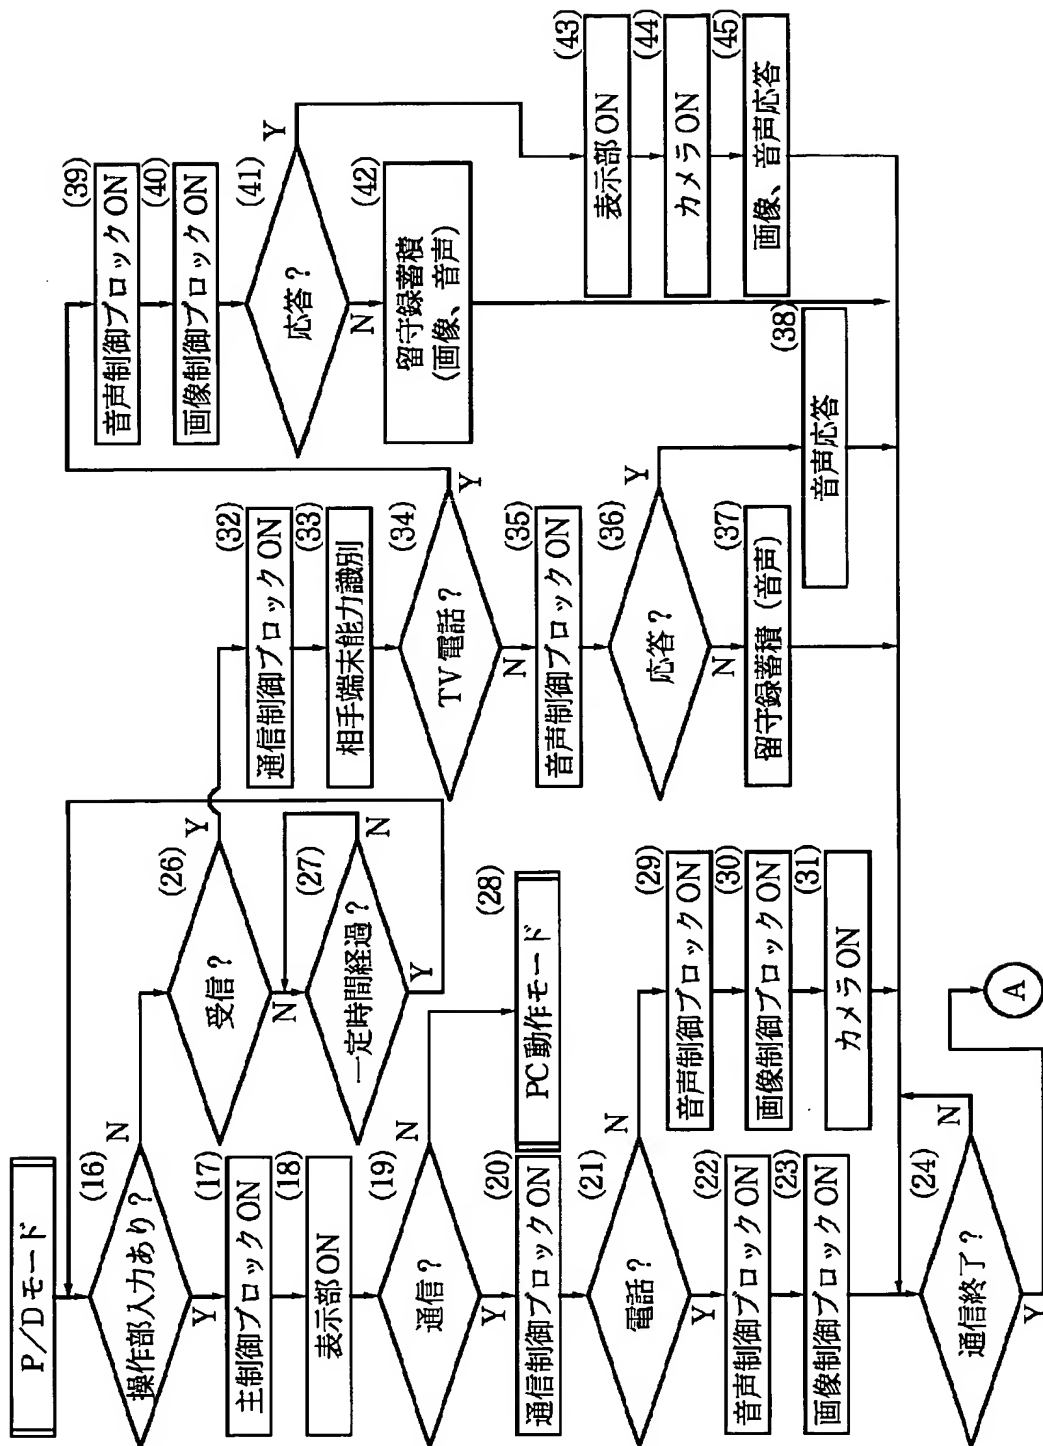 P/Dモード
(16)
操作部入力あり？
N
Y
(17)
主制御ブロックON
(18)
表示部ON
(19)
通信？
N
Y
(20)
通信制御ブロックON
(21)
電話？
N
Y
(22)
音声制御ブロックON
(23)
画像制御ブロックON
(24)
通信終了？
N
Y
A
(26)
受信？
Y
N
(27)
一定時間経過？
N
Y
(28)
PC動作モード
(29)
音声制御ブロックON
(30)
画像制御ブロックON
(31)
カメラON
(32)
通信制御ブロックON
(33)
相手端末能力識別
(34)
TV電話？
Y
N
(35)
音声制御ブロックON
(36)
応答？
Y
N
(37)
留守録蓄積（音声）
(38)
音声応答
(39)
音声制御ブロックON
(40)
画像制御ブロックON
(41)
応答？
Y
N
(42)
留守録蓄積
(画像、音声)
(43)
表示部ON
(44)
カメラON
(45)
画像、音声応答